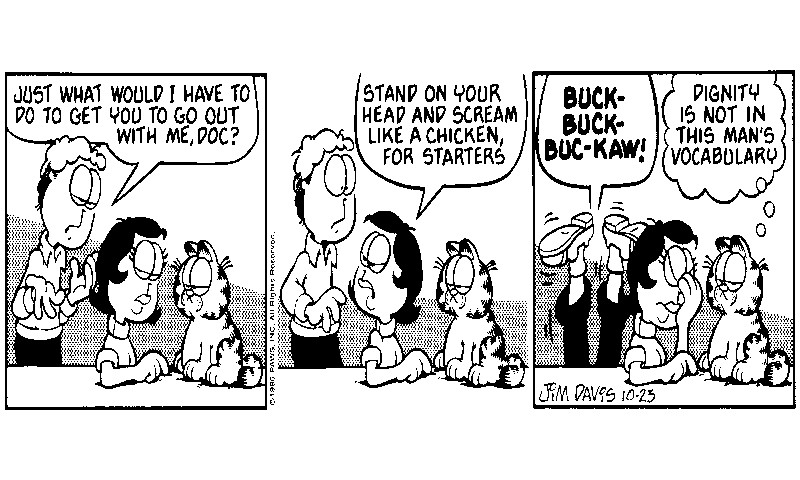 JUST WHAT WOULD I HAVE TO
DO TO GET YOU TO GO OUT
WITH ME, DOC?
STAND ON YOUR
HEAD AND SCREAM
LIKE A CHICKEN,
FOR STARTERS
BUCK-
BUCK-
BUC-KAW!
DIGNITY
IS NOT IN
THIS MAN'S
VOCABULARY
JIM DAVIS 10-23